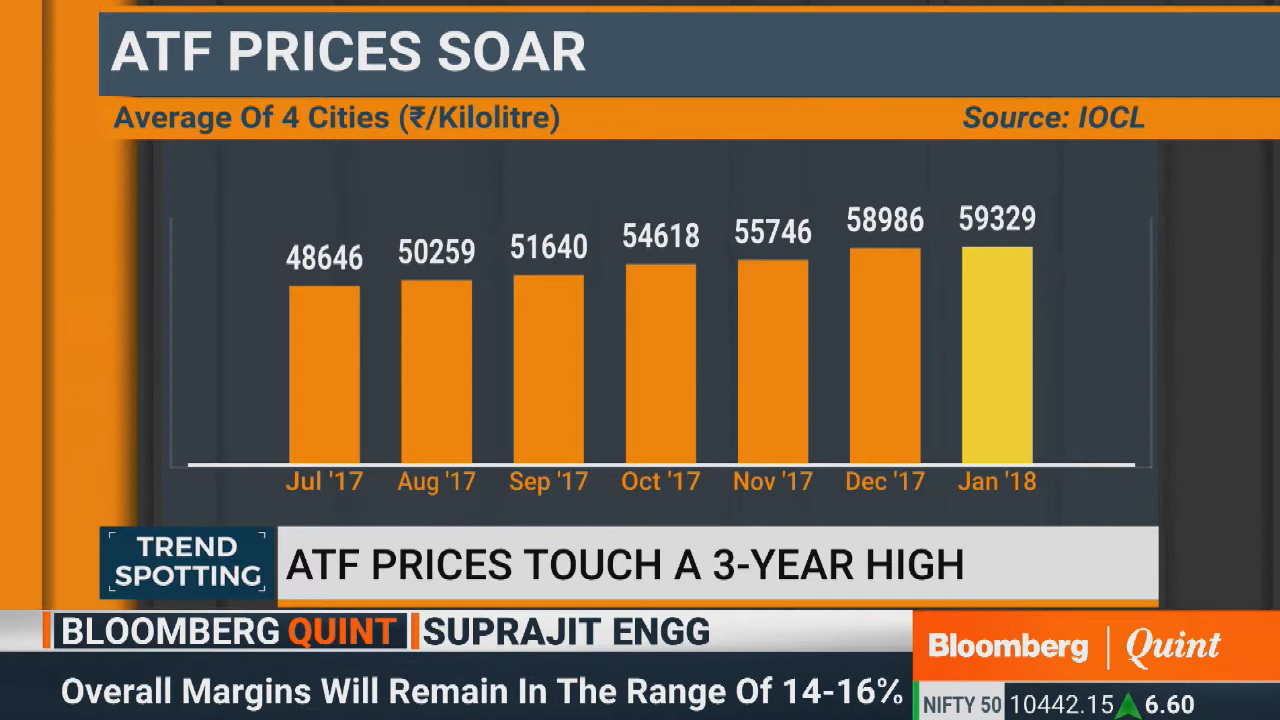 ATF PRICES SOAR
Average Of 4 Cities (₹/Kilolitre) Source: IOCL
48646 50259 51640 54618 55746 58986 59329
Jul '17 Aug '17 Sep '17 Oct '17 Nov '17 Dec '17 Jan '18
TREND
SPOTTING
ATF PRICES TOUCH A 3-YEAR HIGH
BLOOMBERG QUINT SUPRAJIT ENGG
Overall Margins Will Remain In The Range Of 14-16%
Bloomberg | Quint
NIFTY 50 10442.15 ▲ 6.60